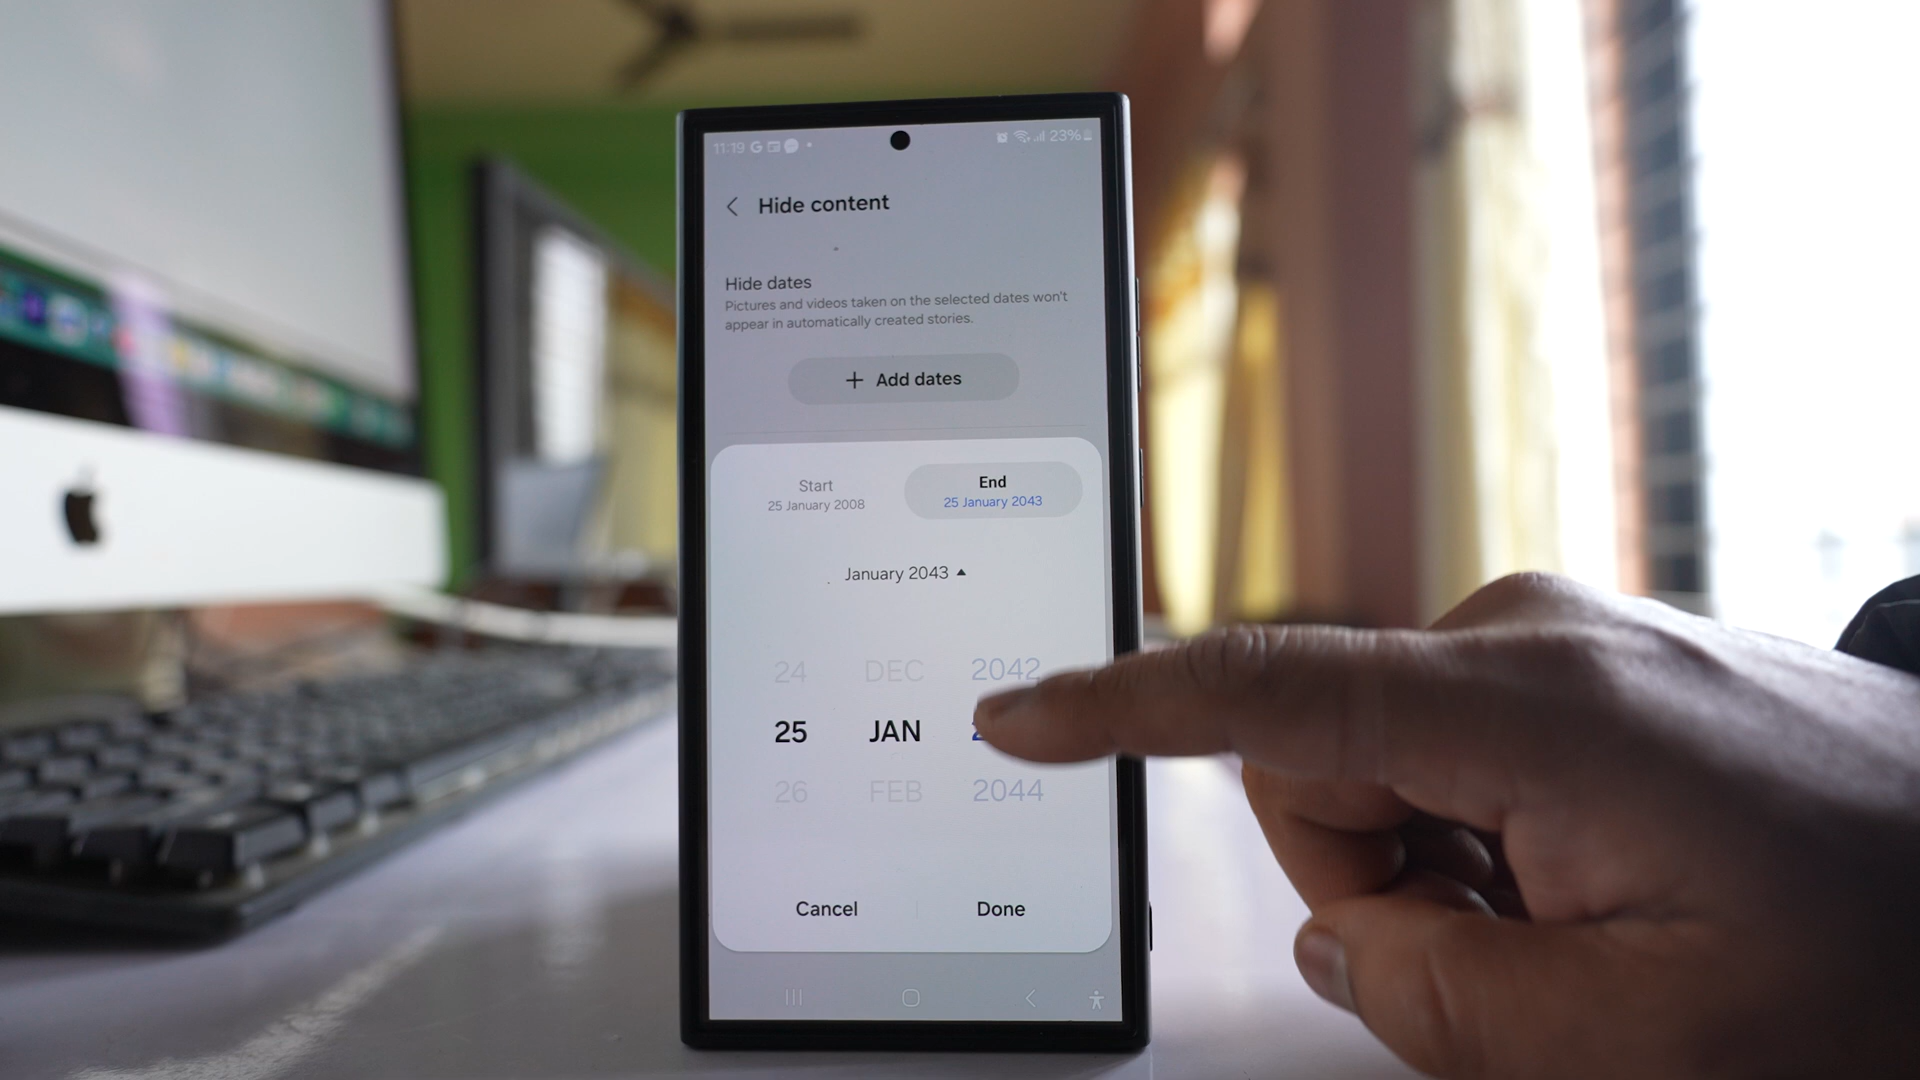 11:19 G 23%
Hide content
Hide dates
Pictures and videos taken on the selected dates won't
appear in automatically created stories.
+ Add dates
Start End
25 January 2008 25 January 2043
January 2043
24 DEC 2042
25 JAN
26 FEB 2044
Cancel Done